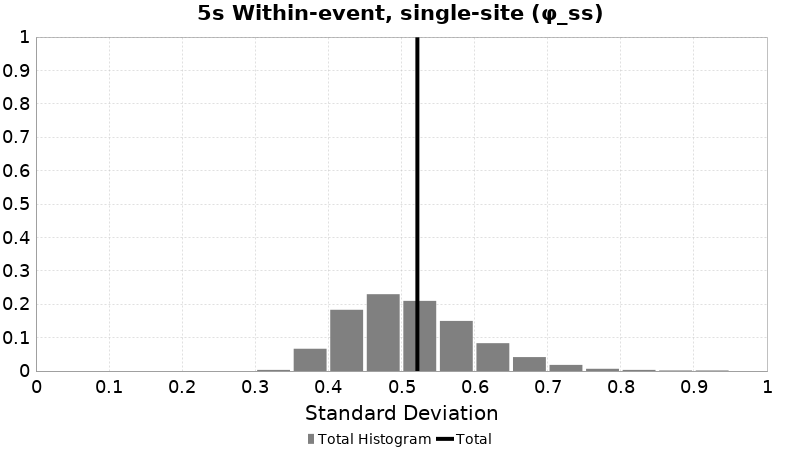 5s Within-event, single-site (φ_ss)
1
0.9
0.8
0.7
0.6
0.5
0.4
0.3
0.2
0.1
0
0 0.1 0.2 0.3 0.4 0.5 0.6 0.7 0.8 0.9 1
Standard Deviation
Total Histogram Total